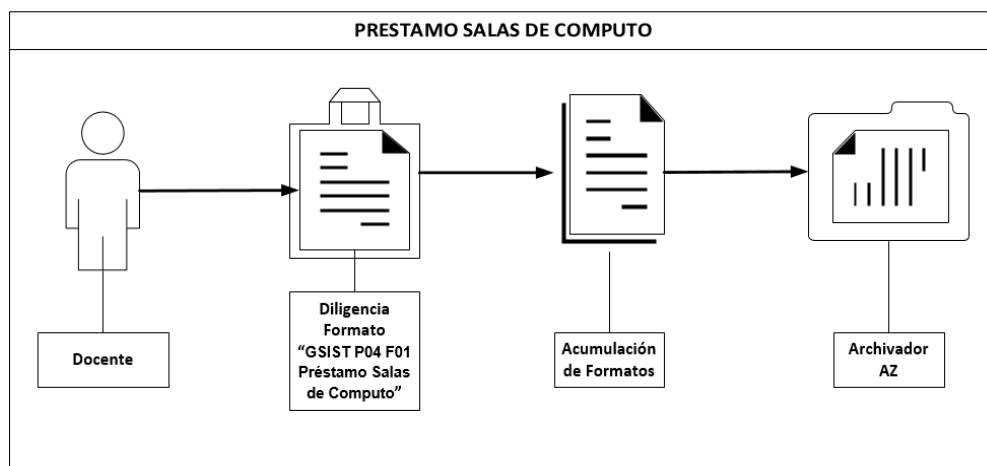 PRESTAMO SALAS DE COMPUTO
Docente
Diligencia
Formato
“GSIST P04 F01
Préstamo Salas
de Computo”
Acumulación
de Formatos
Archivador
AZ